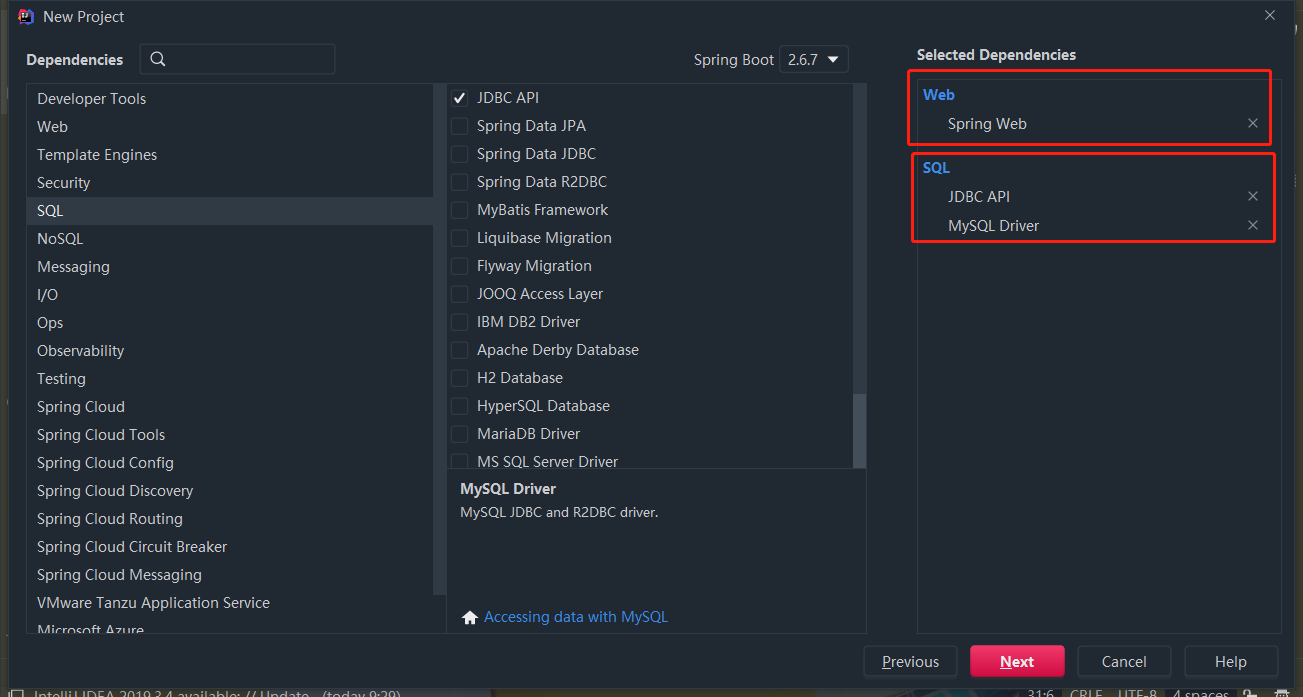 New Project
Dependencies
Spring Boot 2.6.7
Selected Dependencies
Developer Tools
Web
Template Engines
Security
SQL
NoSQL
Messaging
I/O
Ops
Observability
Testing
Spring Cloud
Spring Cloud Tools
Spring Cloud Config
Spring Cloud Discovery
Spring Cloud Routing
Spring Cloud Circuit Breaker
Spring Cloud Messaging
VMware Tanzu Application Service
Microsoft Azure
JDBC API
Spring Data JPA
Spring Data JDBC
Spring Data R2DBC
MyBatis Framework
Liquibase Migration
Flyway Migration
JOOQ Access Layer
IBM DB2 Driver
Apache Derby Database
H2 Database
HyperSQL Database
MariaDB Driver
MS SQL Server Driver
MySQL Driver
MySQL JDBC and R2DBC driver.
Accessing data with MySQL
Web
Spring Web
SQL
JDBC API
MySQL Driver
Previous
Next
Cancel
Help
IntelliJ IDEA 2019.3.4 available: // Update... (today 9:29)
31:6 CRLF UTF-8 4 spaces